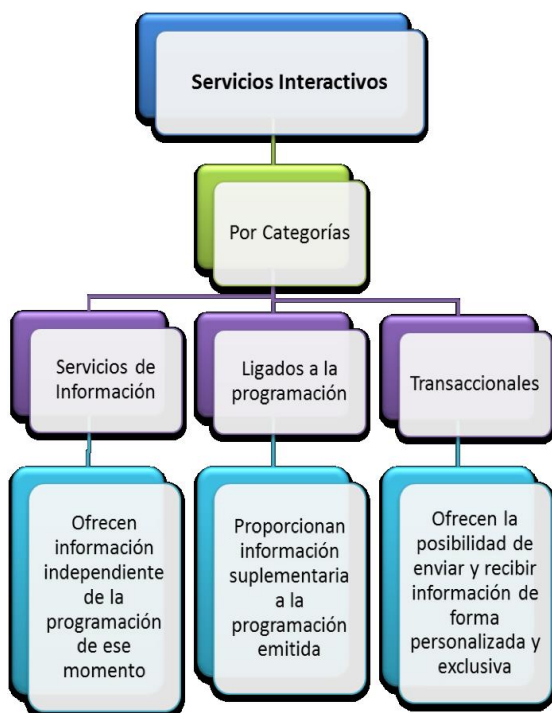 Servicios Interactivos
Por Categorías
Servicios de
Información
Ligados a la
programación
Transaccionales
Ofrecen
información
independiente
de la
programación
de ese
momento
Proporcionan
información
suplementaria
a la
programación
emitida
Ofrecen la
posibilidad de
enviar y recibir
información de
forma
personalizada y
exclusiva